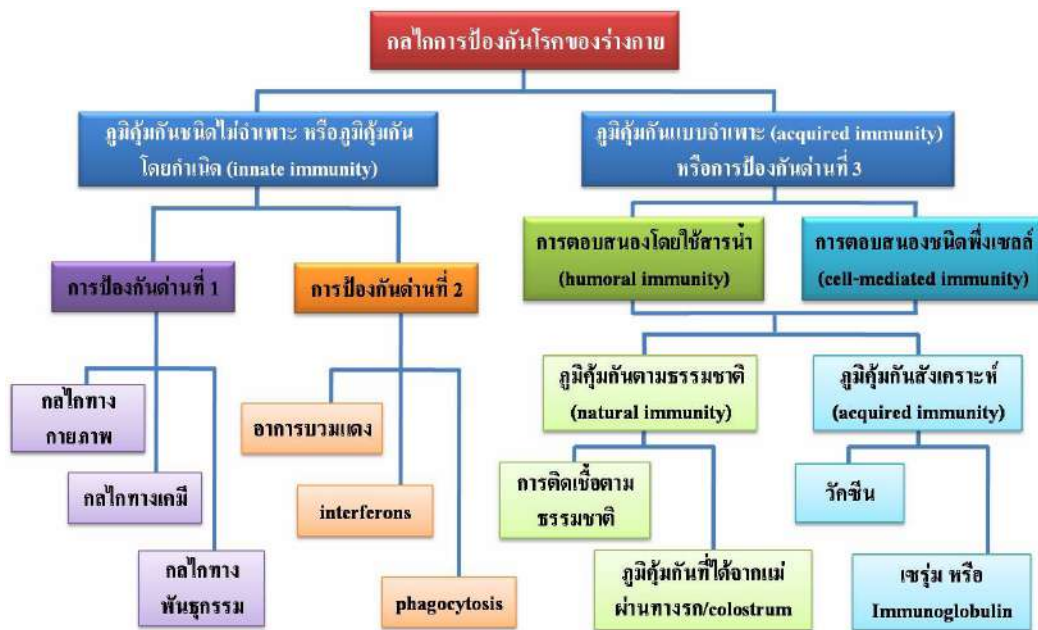 กลไกการป้องกันโรคของร่างกาย
ภูมิคุ้มกันชนิดไม่จำเพาะ หรือภูมิคุ้มกัน
โดยกำเนิด (innate immunity)
ภูมิคุ้มกันแบบจำเพาะ (acquired immunity)
หรือการป้องกันด่านที่ 3
การป้องกันด่านที่ 1
การป้องกันด่านที่ 2
การตอบสนองโดยใช้สารน้ำ
(humoral immunity)
การตอบสนองชนิดพึ่งเซลล์
(cell-mediated immunity)
กลไกทาง
กายภาพ
กลไกทางเคมี
กลไกทาง
พันธุกรรม
อาการบวมแดง
interferons
phagocytosis
ภูมิคุ้มกันตามธรรมชาติ
(natural immunity)
ภูมิคุ้มกันสังเคราะห์
(acquired immunity)
การติดเชื้อตาม
ธรรมชาติ
ภูมิคุ้มกันที่ได้จากแม่
ผ่านทางรก/colostrum
วัคซีน
เซรุ่ม หรือ
Immunoglobulin